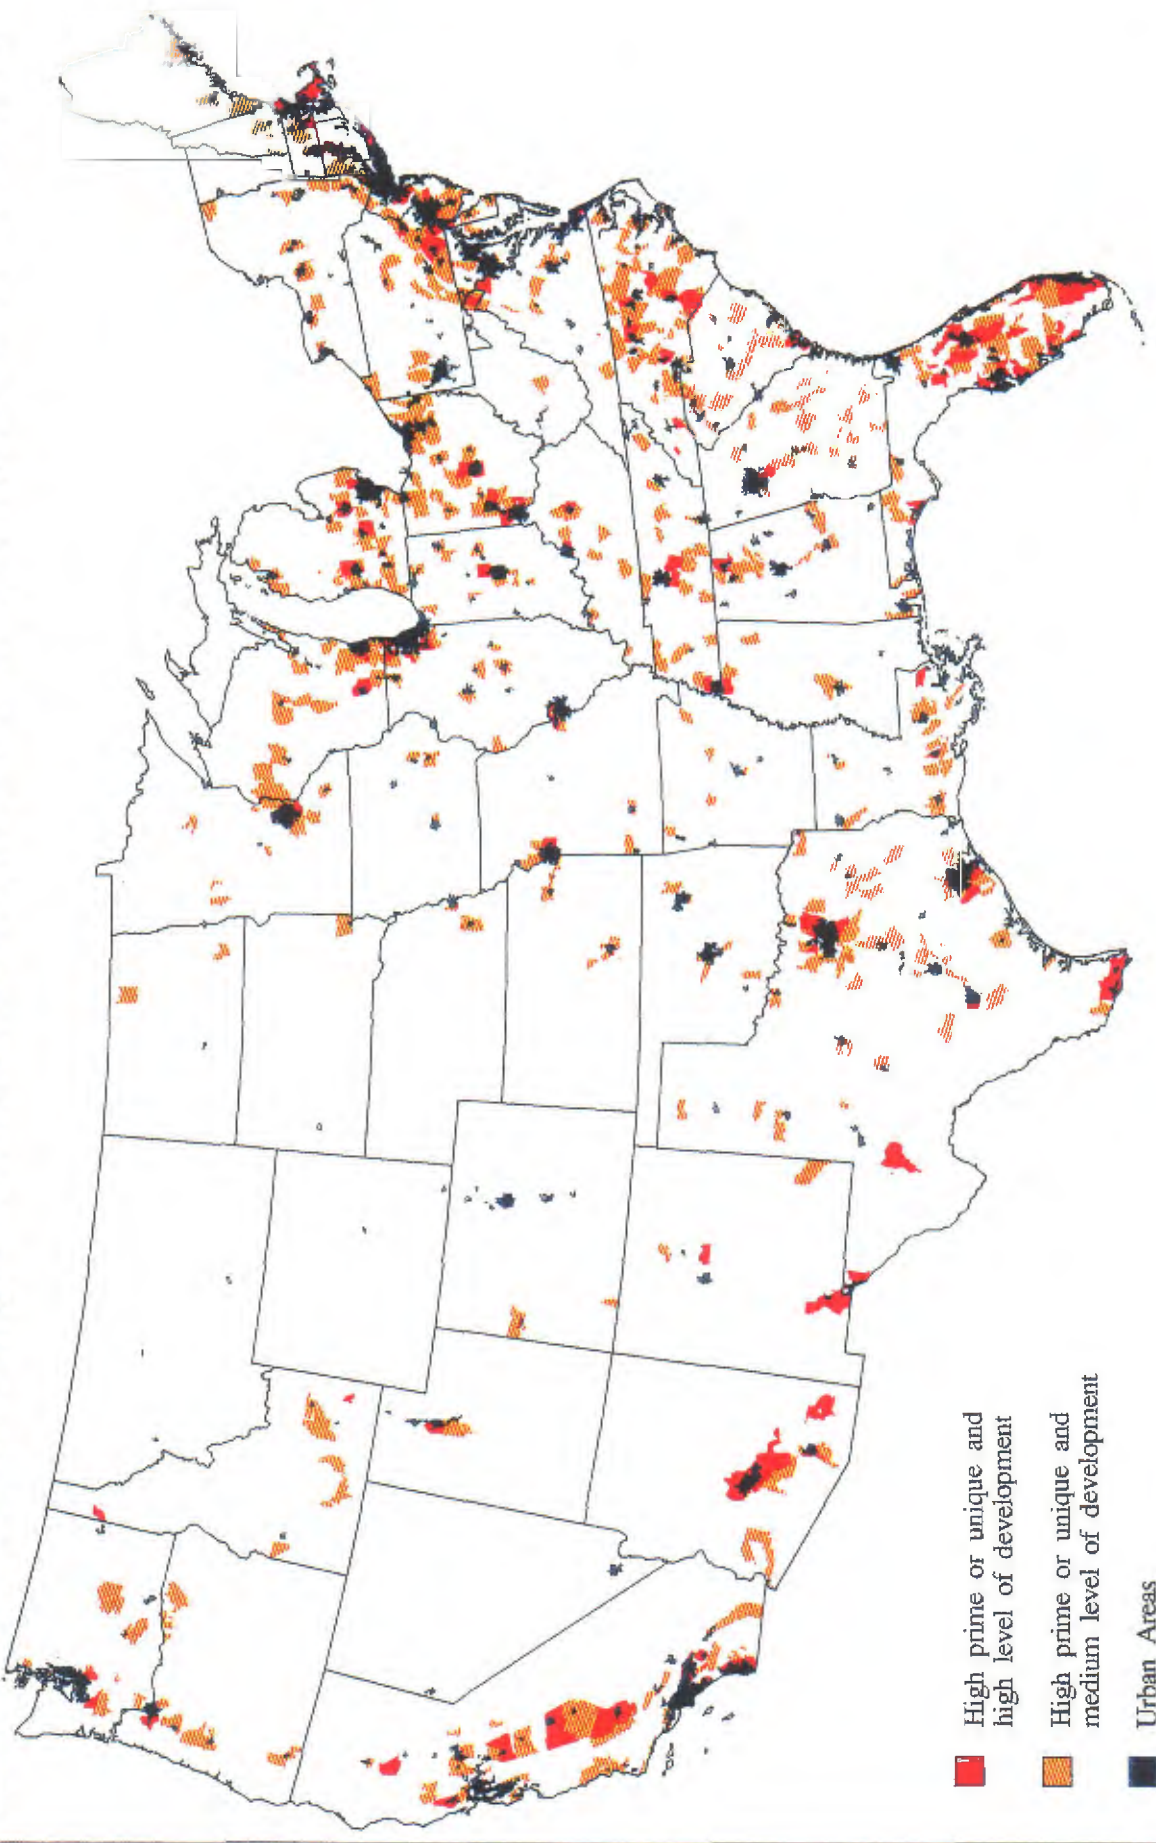 High prime or unique and
high level of development
High prime or unique and
medium level of development
Urban Areas